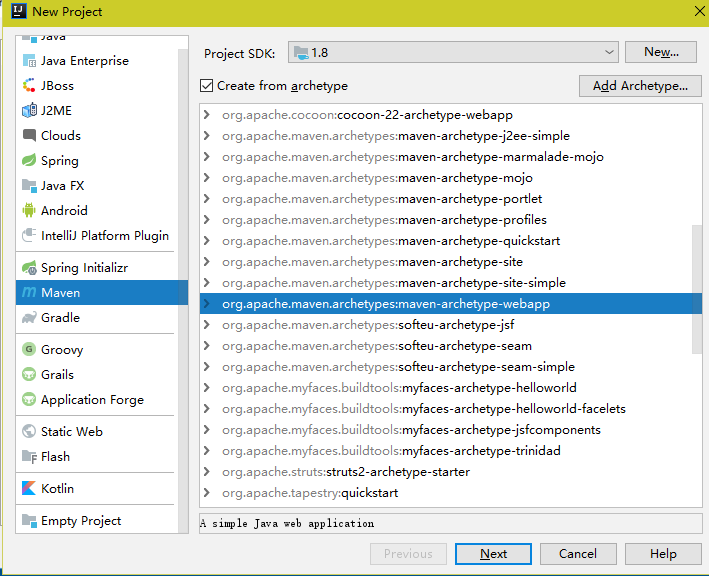 New Project
Java
Java Enterprise
JBoss
J2ME
Clouds
Spring
Java FX
Android
IntelliJ Platform Plugin
Spring Initializr
Maven
Gradle
Groovy
Grails
Application Forge
Static Web
Flash
Kotlin
Empty Project
Project SDK: 1.8 New...
Create from archetype Add Archetype...
org.apache.cocoon:cocoon-22-archetype-webapp
org.apache.maven.archetypes:maven-archetype-j2ee-simple
org.apache.maven.archetypes:maven-archetype-marmalade-mojo
org.apache.maven.archetypes:maven-archetype-mojo
org.apache.maven.archetypes:maven-archetype-portlet
org.apache.maven.archetypes:maven-archetype-profiles
org.apache.maven.archetypes:maven-archetype-quickstart
org.apache.maven.archetypes:maven-archetype-site
org.apache.maven.archetypes:maven-archetype-site-simple
org.apache.maven.archetypes:maven-archetype-webapp
org.apache.maven.archetypes:softeu-archetype-jsf
org.apache.maven.archetypes:softeu-archetype-seam
org.apache.maven.archetypes:softeu-archetype-seam-simple
org.apache.myfaces.buildtools:myfaces-archetype-helloworld
org.apache.myfaces.buildtools:myfaces-archetype-helloworld-facelets
org.apache.myfaces.buildtools:myfaces-archetype-jsfcomponents
org.apache.myfaces.buildtools:myfaces-archetype-trinidad
org.apache.struts:struts2-archetype-starter
org.apache.tapestry:quickstart
A simple Java web application
Previous Next Cancel Help